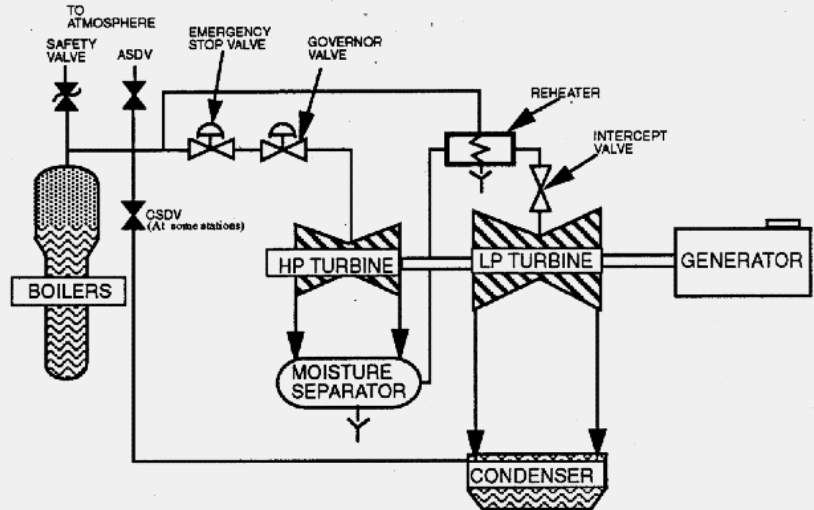 TO
ATMOSPHERE
SAFETY
VALVE
ASDV
EMERGENCY
STOP VALVE
GOVERNOR
VALVE
REHEATER
INTERCEPT
VALVE
CSDV
(At some stations)
BOILERS
HP TURBINE
LP TURBINE
GENERATOR
MOISTURE
SEPARATOR
CONDENSER